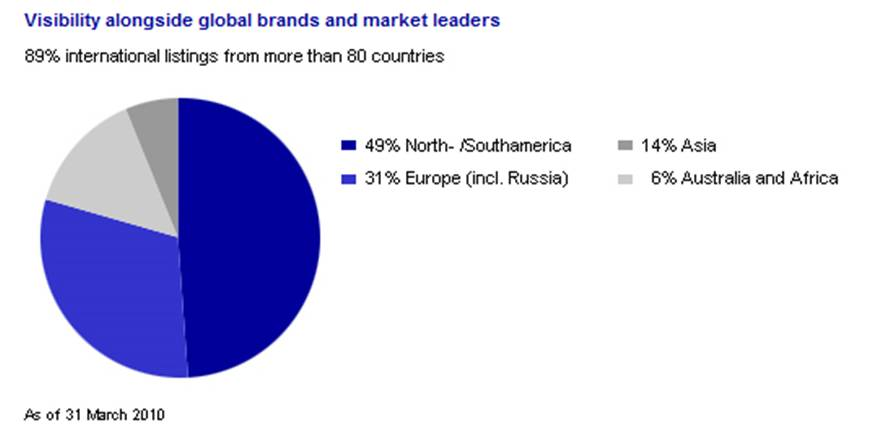 Visibility alongside global brands and market leaders
89% international listings from more than 80 countries
49% North- /Southamerica
14% Asia
31% Europe (incl. Russia)
6% Australia and Africa
As of 31 March 2010